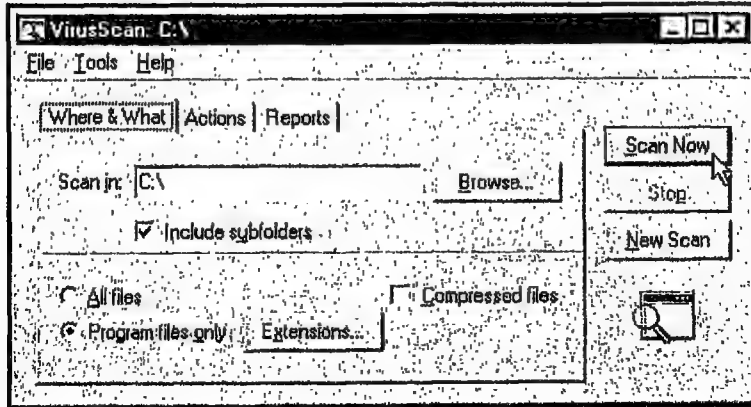 VirusScan: C:\
File Tools Help
Where & What Actions Reports
Scan Now
Scan in: C:\ Browse...
Stop
Include subfolders
New Scan
All files Compressed files
Program files only Extensions...